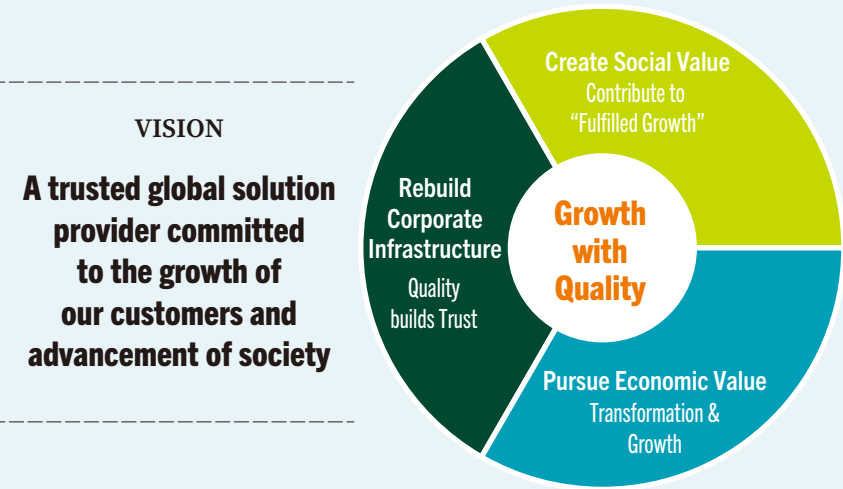 VISION
A trusted global solution
provider committed
to the growth of
our customers and
advancement of society
Create Social Value
Contribute to
“Fulfilled Growth”
Rebuild
Corporate
Infrastructure
Quality
builds Trust
Growth
with
Quality
Pursue Economic Value
Transformation &
Growth